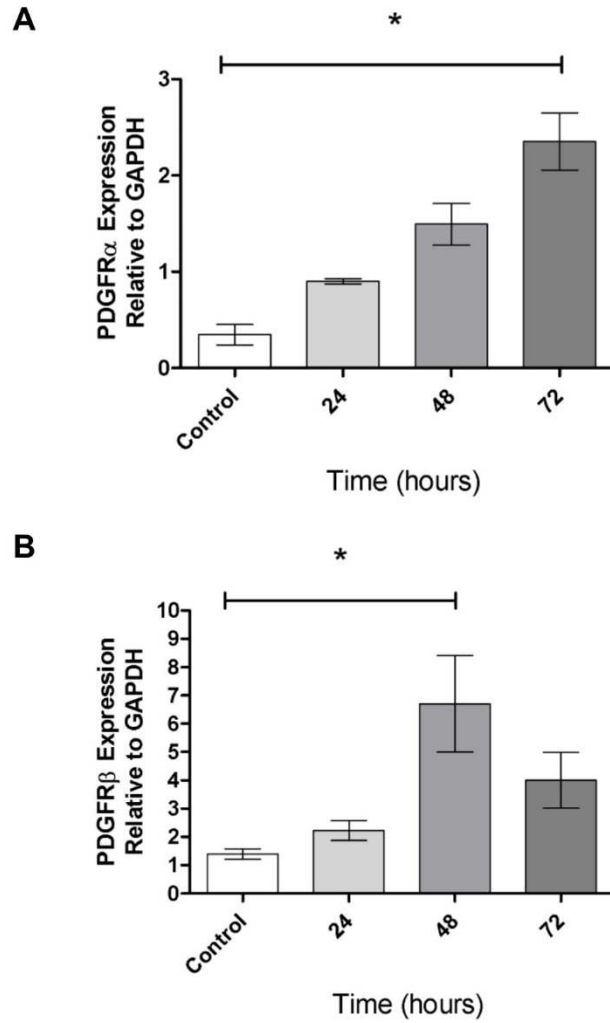 A
*
PDGFRα Expression
Relative to GAPDH
3
2
1
0
Control
24
48
72
Time (hours)
B
*
PDGFRβ Expression
Relative to GAPDH
10
9
8
7
6
5
4
3
2
1
0
Control
24
48
72
Time (hours)